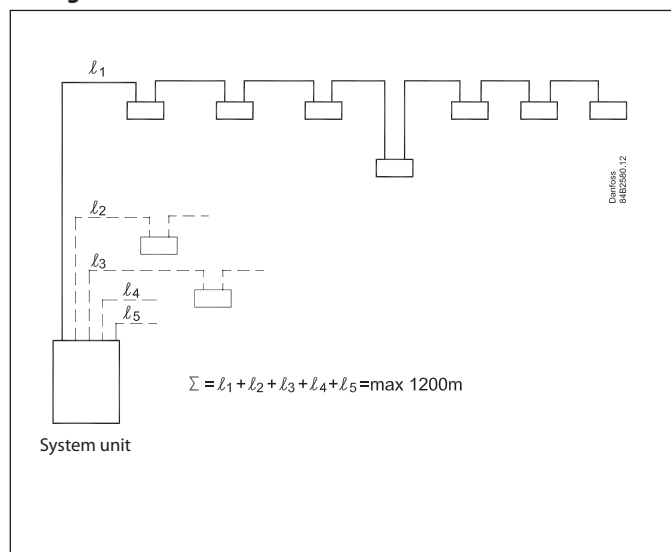 ℓ1
Danfoss
84B2580.12
ℓ2
ℓ3
ℓ4
ℓ5
Σ = ℓ1 + ℓ2 + ℓ3 + ℓ4 + ℓ5 = max 1200m
System unit